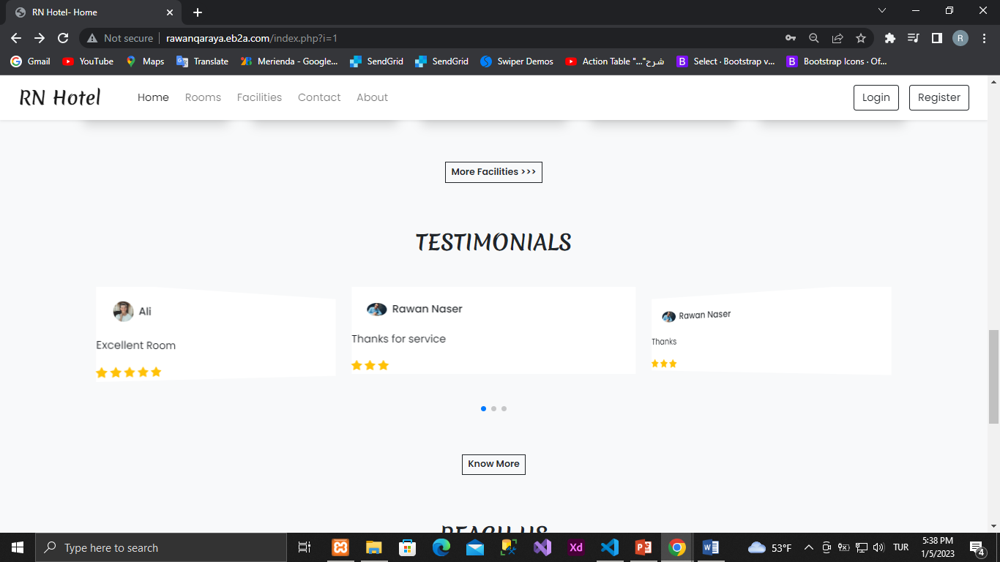 RN Hotel- Home
Not secure
rawanqaraya.eb2a.com/index.php?i=1
R
Gmail
YouTube
Maps
Translate
Merienda - Google...
SendGrid
SendGrid
Swiper Demos
Action Table "..."شرح
B
Select · Bootstrap v...
B
Bootstrap Icons · Of...
RN Hotel
Home
Rooms
Facilities
Contact
About
Login
Register
More Facilities >>>
TESTIMONIALS
Ali
Excellent Room
Rawan Naser
Thanks for service
Rawan Naser
Thanks
Know More
REACH US
Type here to search
Xd
53°F
TUR
5:38 PM
1/5/2023
4